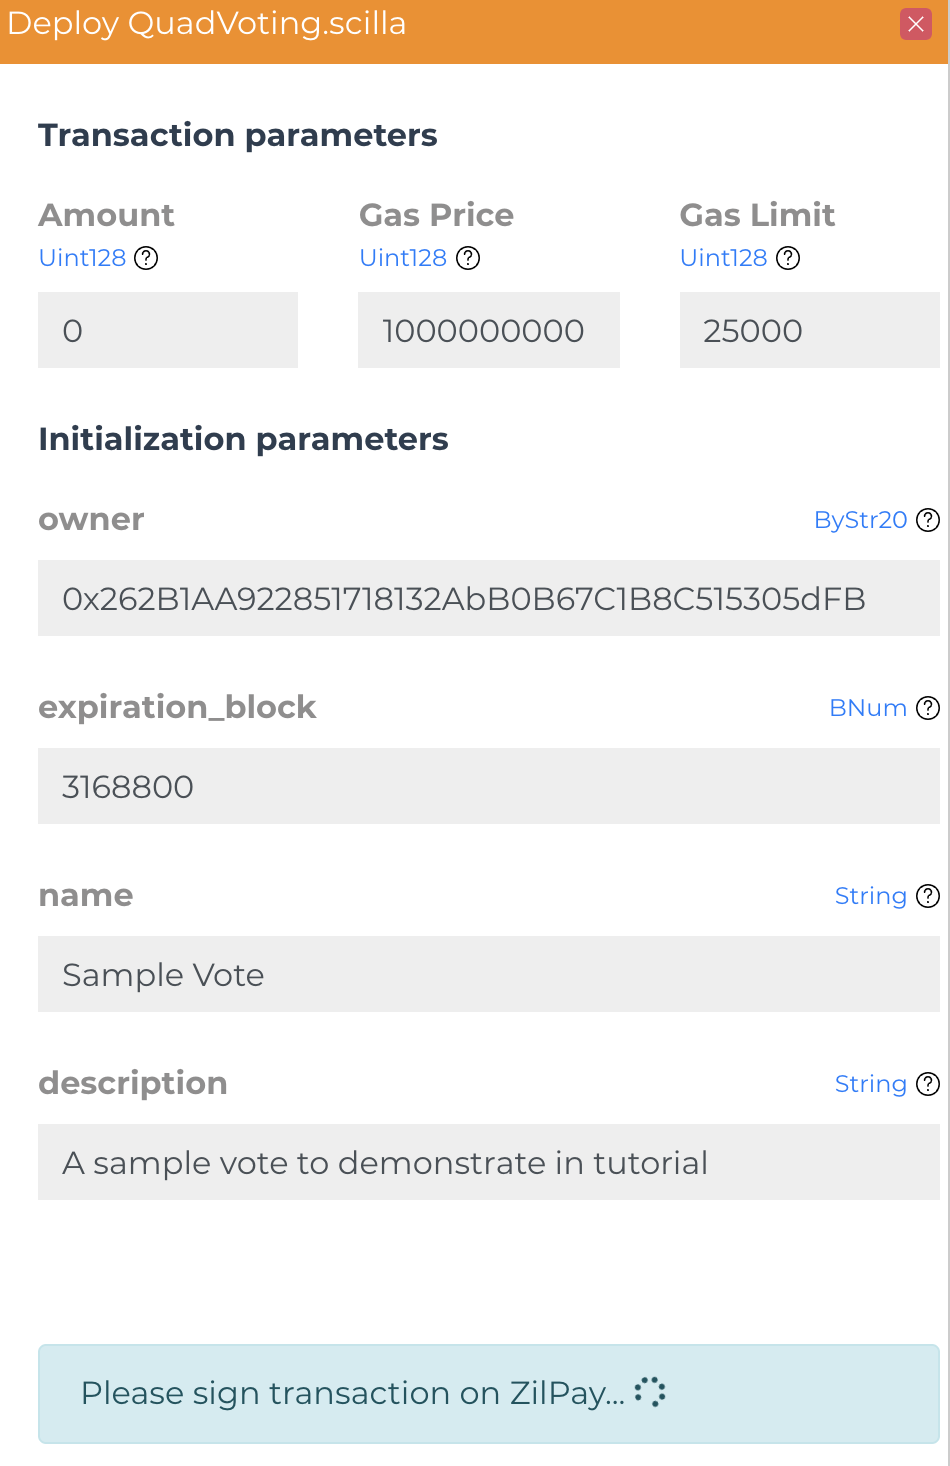 Deploy QuadVoting.scilla
Transaction parameters
Amount Gas Price Gas Limit
Uint128 Uint128 Uint128
0 1000000000 25000
Initialization parameters
owner ByStr20
0x262B1AA922851718132AbB0B67C1B8C515305dFB
expiration_block BNum
3168800
name String
Sample Vote
description String
A sample vote to demonstrate in tutorial
Please sign transaction on ZilPay...